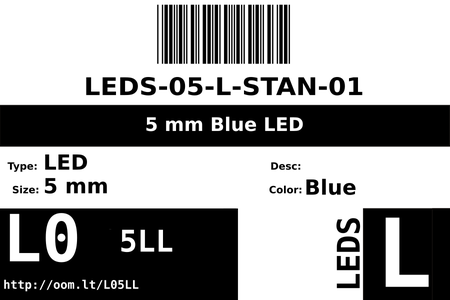 LEDS-05-L-STAN-01
5 mm Blue LED
Type: LED
Desc:
Size: 5 mm
Color: Blue
L0
5LL
LEDS
L
http://oom.lt/L05LL